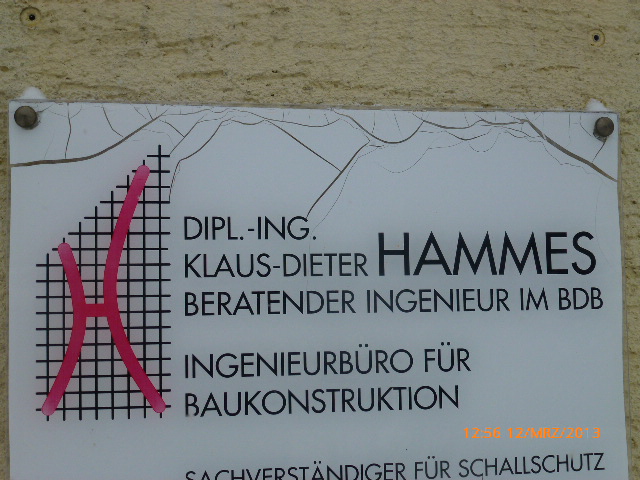 DIPL.-ING.
KLAUS-DIETER HAMMES
BERATENDER INGENIEUR IM BDB
INGENIEURBÜRO FÜR
BAUKONSTRUKTION
12:56 17/MRZ/2013
SACHVERSTÄNDIGER FÜR SCHALLSCHUTZ